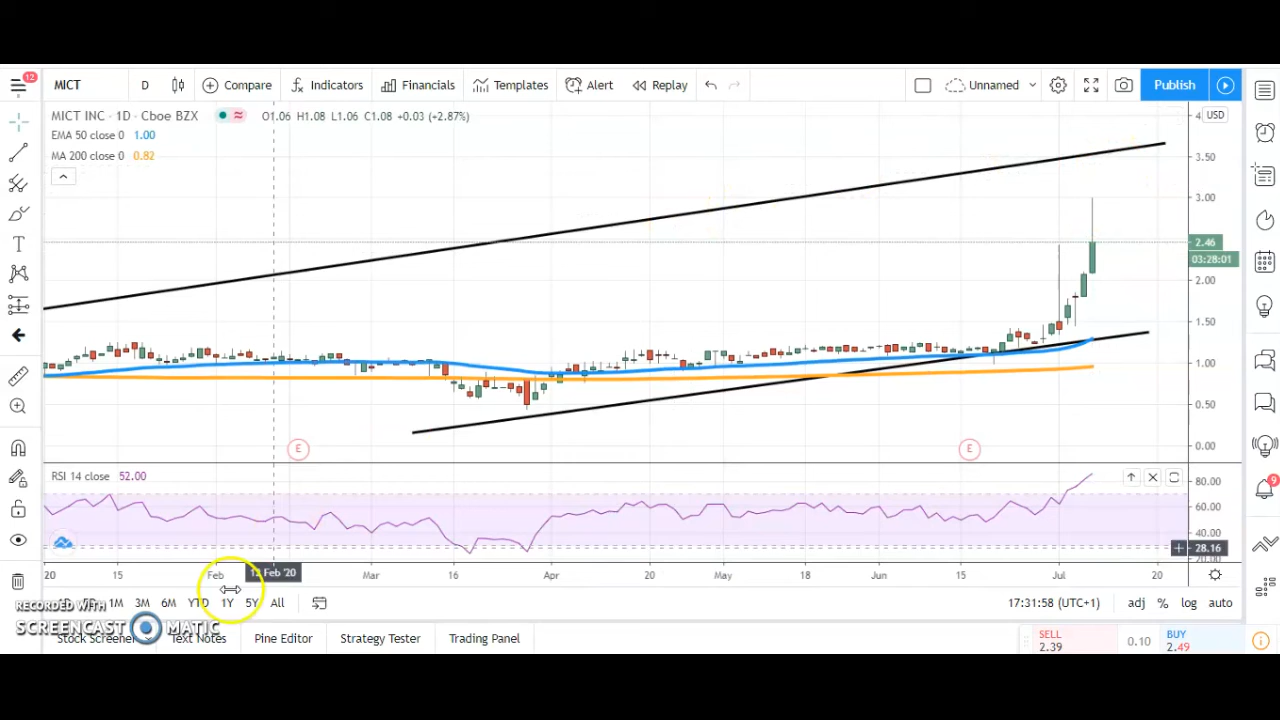 12
MICT D Compare Indicators Financials Templates Alert Replay Unnamed Publish
MICT INC · 1D · Cboe BZX O1.06 H1.08 L1.06 C1.08 +0.03 (+2.87%)
USD
EMA 50 close 0 1.00
MA 200 close 0 0.82
3.50
3.00
2.46
03:28:01
2.00
1.50
1.00
0.50
0.00
E E
RSI 14 close 52.00
80.00
60.00
40.00
28.16
20.00
9
20 15 Feb 12 Feb '20 Mar 16 Apr 20 May 18 Jun 15 Jul 20
1M 3M 6M YTD 1Y 5Y All 17:31:58 (UTC+1) adj % log auto
RECORDED WITH
SCREENCAST MATIC
Stock Screener Text Notes Pine Editor Strategy Tester Trading Panel
SELL 2.39 0.10 BUY 2.49